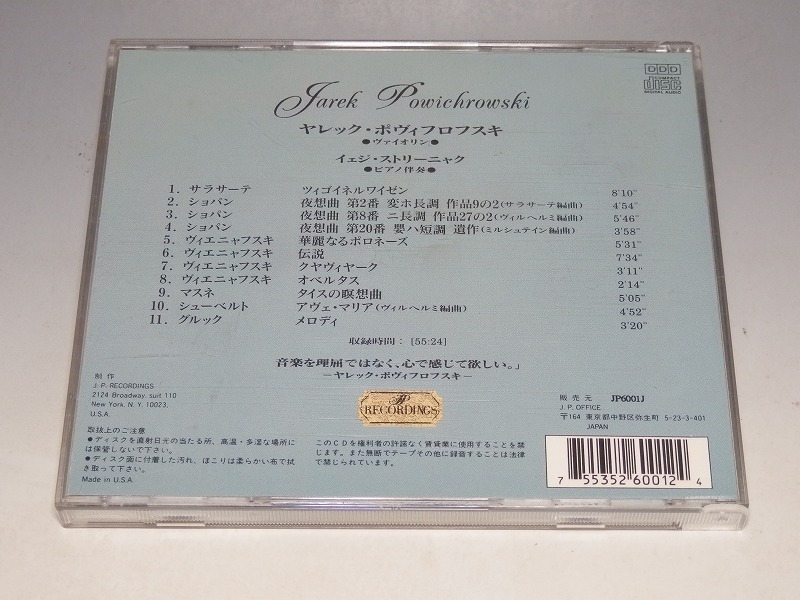 DDD
COMPACT
disc
DIGITAL AUDIO
Jarek Powichrowski
ヤレック・ポヴィフロフスキ
●ヴァイオリン●
イェジ・ストリーニャク
●ピアノ伴奏●
1. サラサーテ ツィゴイネルワイゼン 8'10"
2. ショパン 夜想曲 第2番 変ホ長調 作品9の2(サラサーテ編曲) 4'54"
3. ショパン 夜想曲 第8番 ニ長調 作品27の2(ヴィルヘルミ編曲) 5'46"
4. ショパン 夜想曲 第20番 嬰ハ短調 遺作(ミルシュテイン編曲) 3'58"
5. ヴィエニャフスキ 華麗なるポロネーズ 5'31"
6. ヴィエニャフスキ 伝説 7'34"
7. ヴィエニャフスキ クヤヴィヤーク 3'11"
8. ヴィエニャフスキ オベルタス 2'14"
9. マスネ タイスの瞑想曲 5'05"
10. シューベルト アヴェ・マリア(ヴィルヘルミ編曲) 4'52"
11. グルック メロディ 3'20"
収録時間: [55:24]
音楽を理屈ではなく、心で感じて欲しい。」
―ヤレック・ポヴィフロフスキ―
制作
J. P. RECORDINGS
2124 Broadway, suit 110
New York, N.Y. 10023,
U.S.A.
JP
RECORDINGS
販売元 JP6001J
J. P. OFFICE
〒164 東京都中野区弥生町 5-23-3-401
JAPAN
取扱上のご注意
●ディスクを直射日光の当たる所、高温・多湿な場所に
は保管しないで下さい。
●ディスク面に付着した汚れ、ほこりは柔らかい布で拭
き取って下さい。
Made in U.S.A.
このCDを権利者の許諾なく賃貸業に使用することを禁
じます。また無断でテープその他に録音することは法律
で禁じられています。
7 55352 60012 4